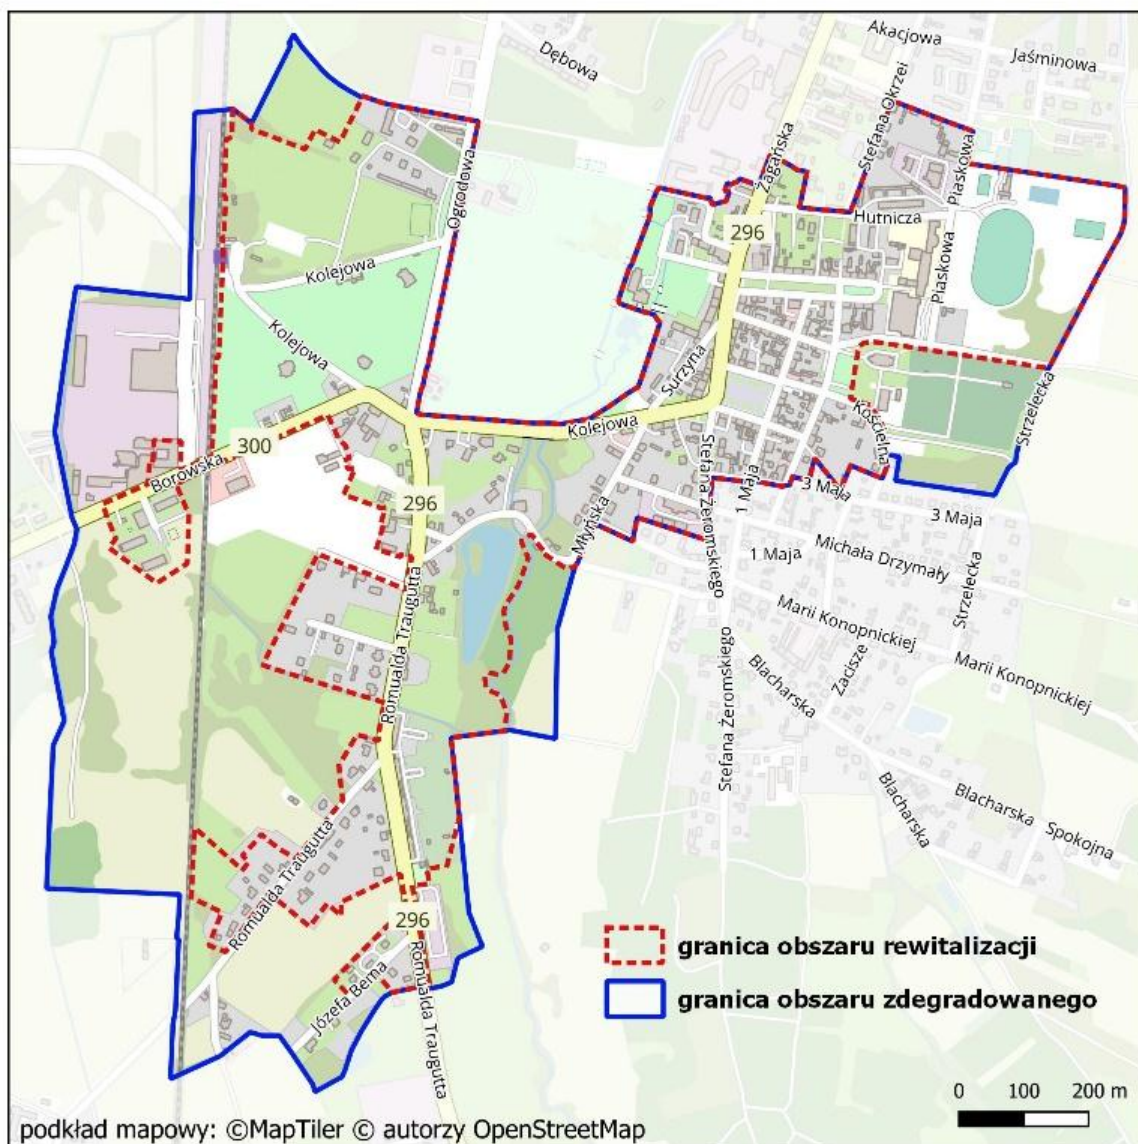 Akacjowa
Jaśminowa
Dębowa
Stefana Okrzei
Żagańska
Piaskowa
Ogrodowa
Hutnicza
296
Kolejowa
Piaskowa
Kolejowa
Surzyna
Strzelecka
Kościelna
Kolejowa
300
Borowska
Stefana Żeromskiego
1 Maja
3 Maja
296
Młyńska
3 Maja
1 Maja
Michała Drzymały
Strzelecka
Marii Konopnickiej
Romualda Traugutta
Zacisze
Blacharska
Marii Konopnickiej
Stefana Żeromskiego
Blacharska
Blacharska
Spokojna
Romualda Traugutta
296
granica obszaru rewitalizacji
Józefa Bema
Romualda Traugutta
granica obszaru zdegradowanego
0 100 200 m
podkład mapowy: ©MapTiler © autorzy OpenStreetMap